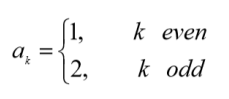 a_k = {1, k even
2, k odd